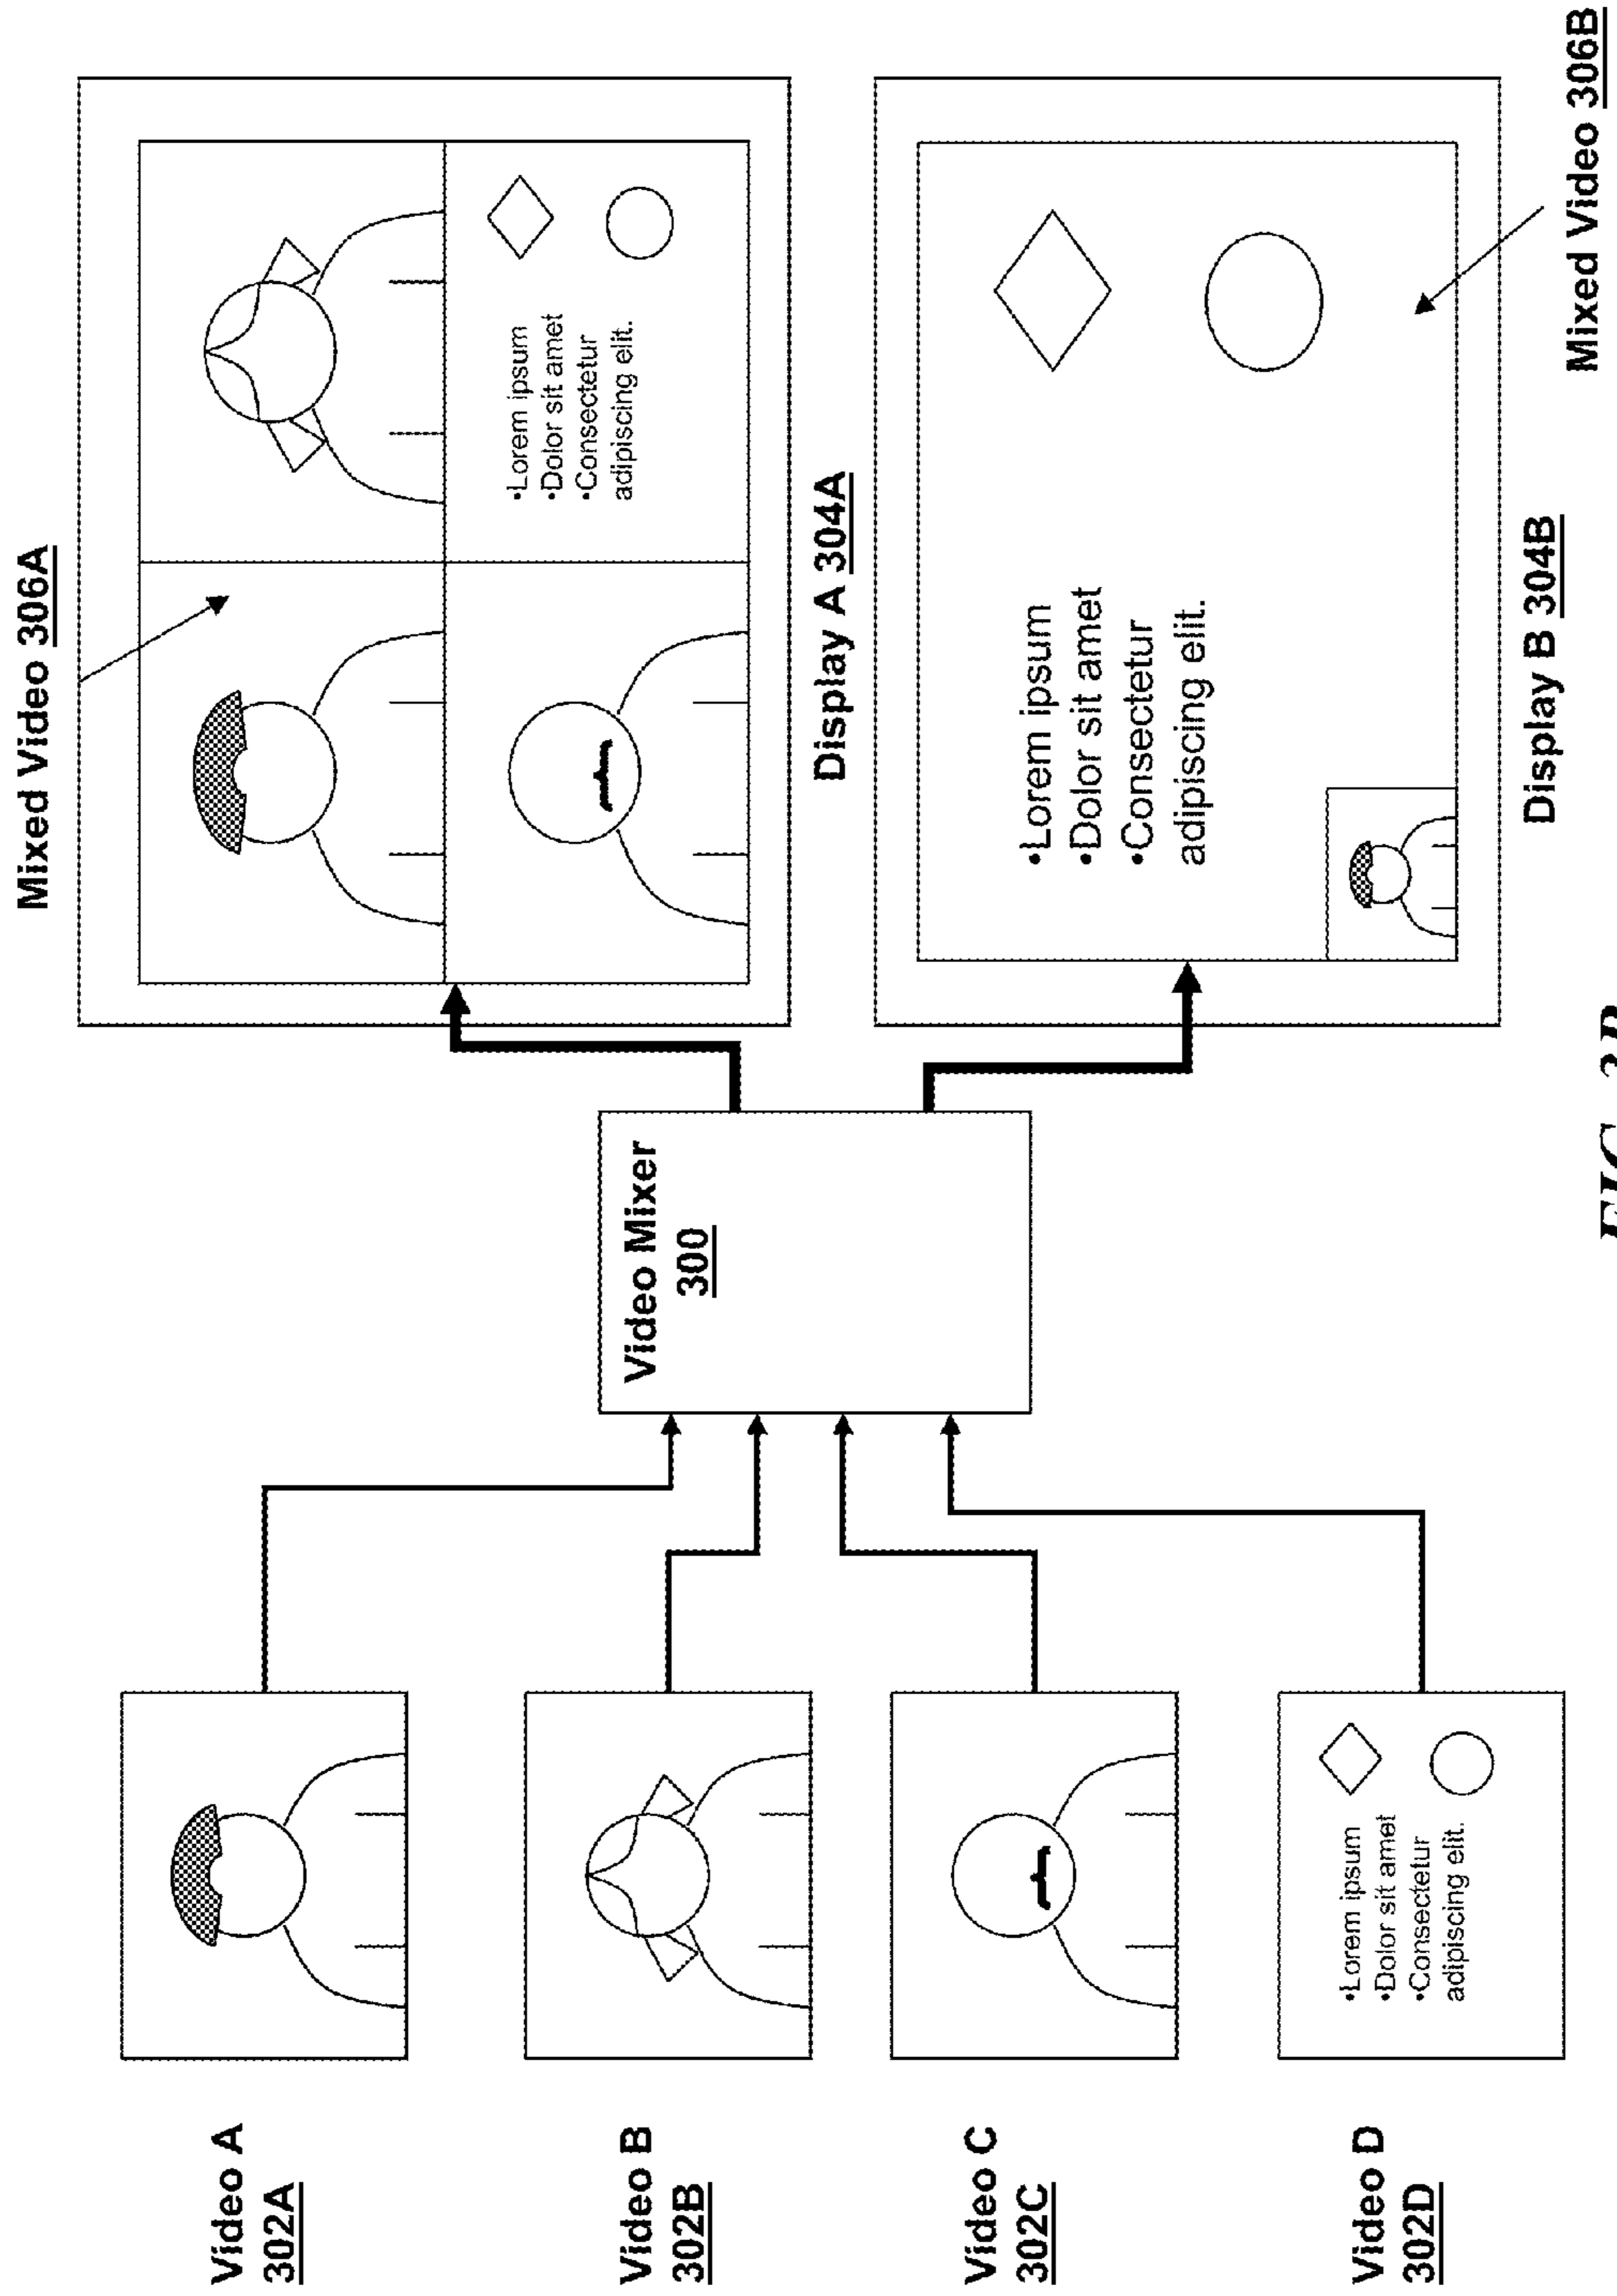 Video A
302A
Video B
302B
Video C
302C
Video D
302D
•Lorem ipsum
•Dolor sit amet
•Consectetur
adipiscing elit.
Video Mixer
300
Mixed Video 306A
•Lorem ipsum
•Dolor sit amet
•Consectetur
adipiscing elit.
Display A 304A
•Lorem ipsum
•Dolor sit amet
•Consectetur
adipiscing elit.
Display B 304B
Mixed Video 306B